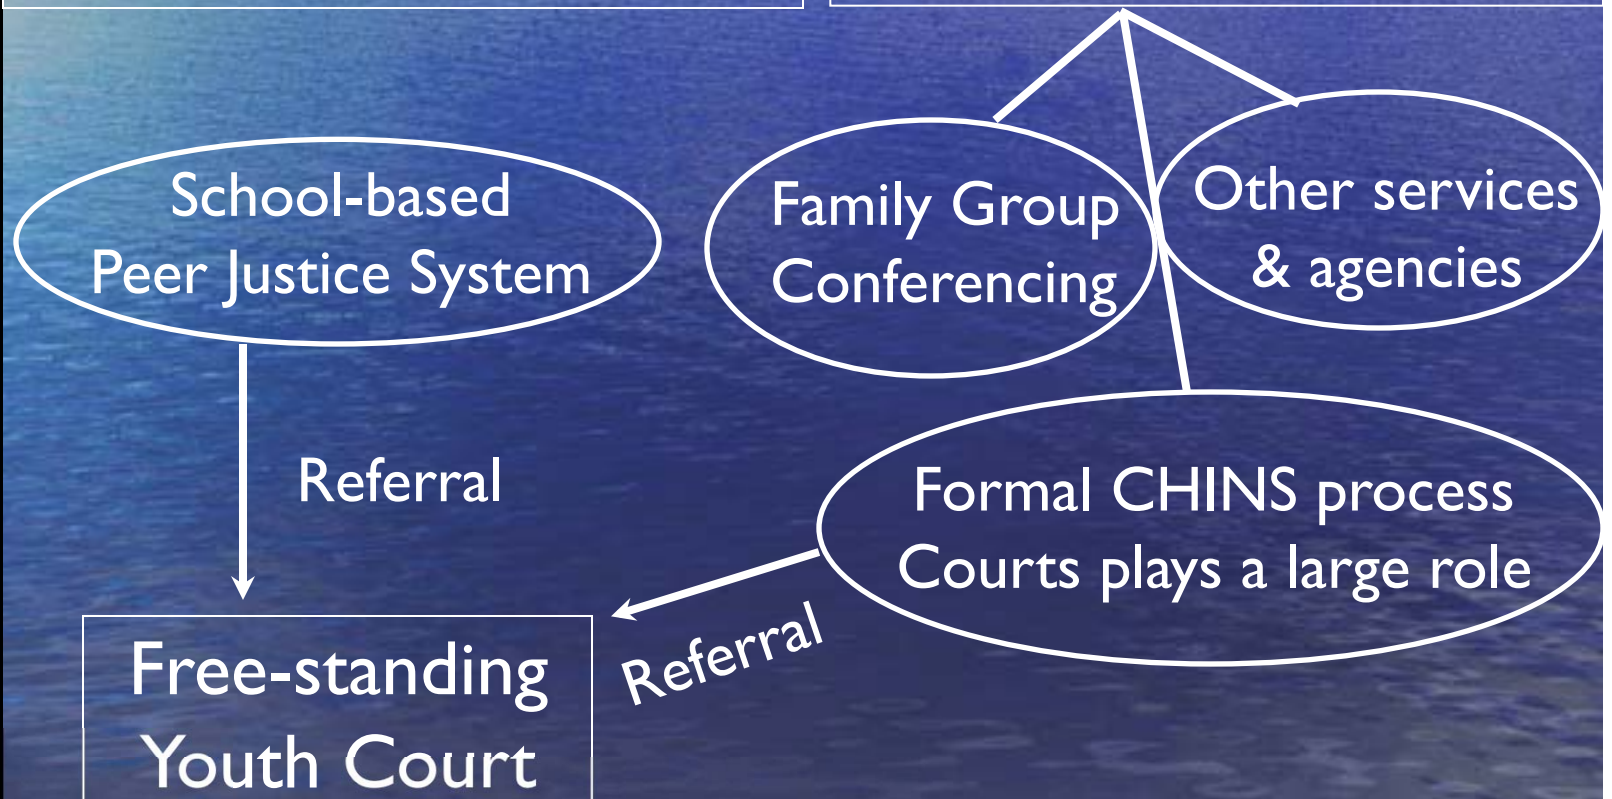 School-based
Peer Justice System
Family Group
Conferencing
Other services
& agencies
Referral
Formal CHINS process
Courts plays a large role
Referral
Free-standing
Youth Court